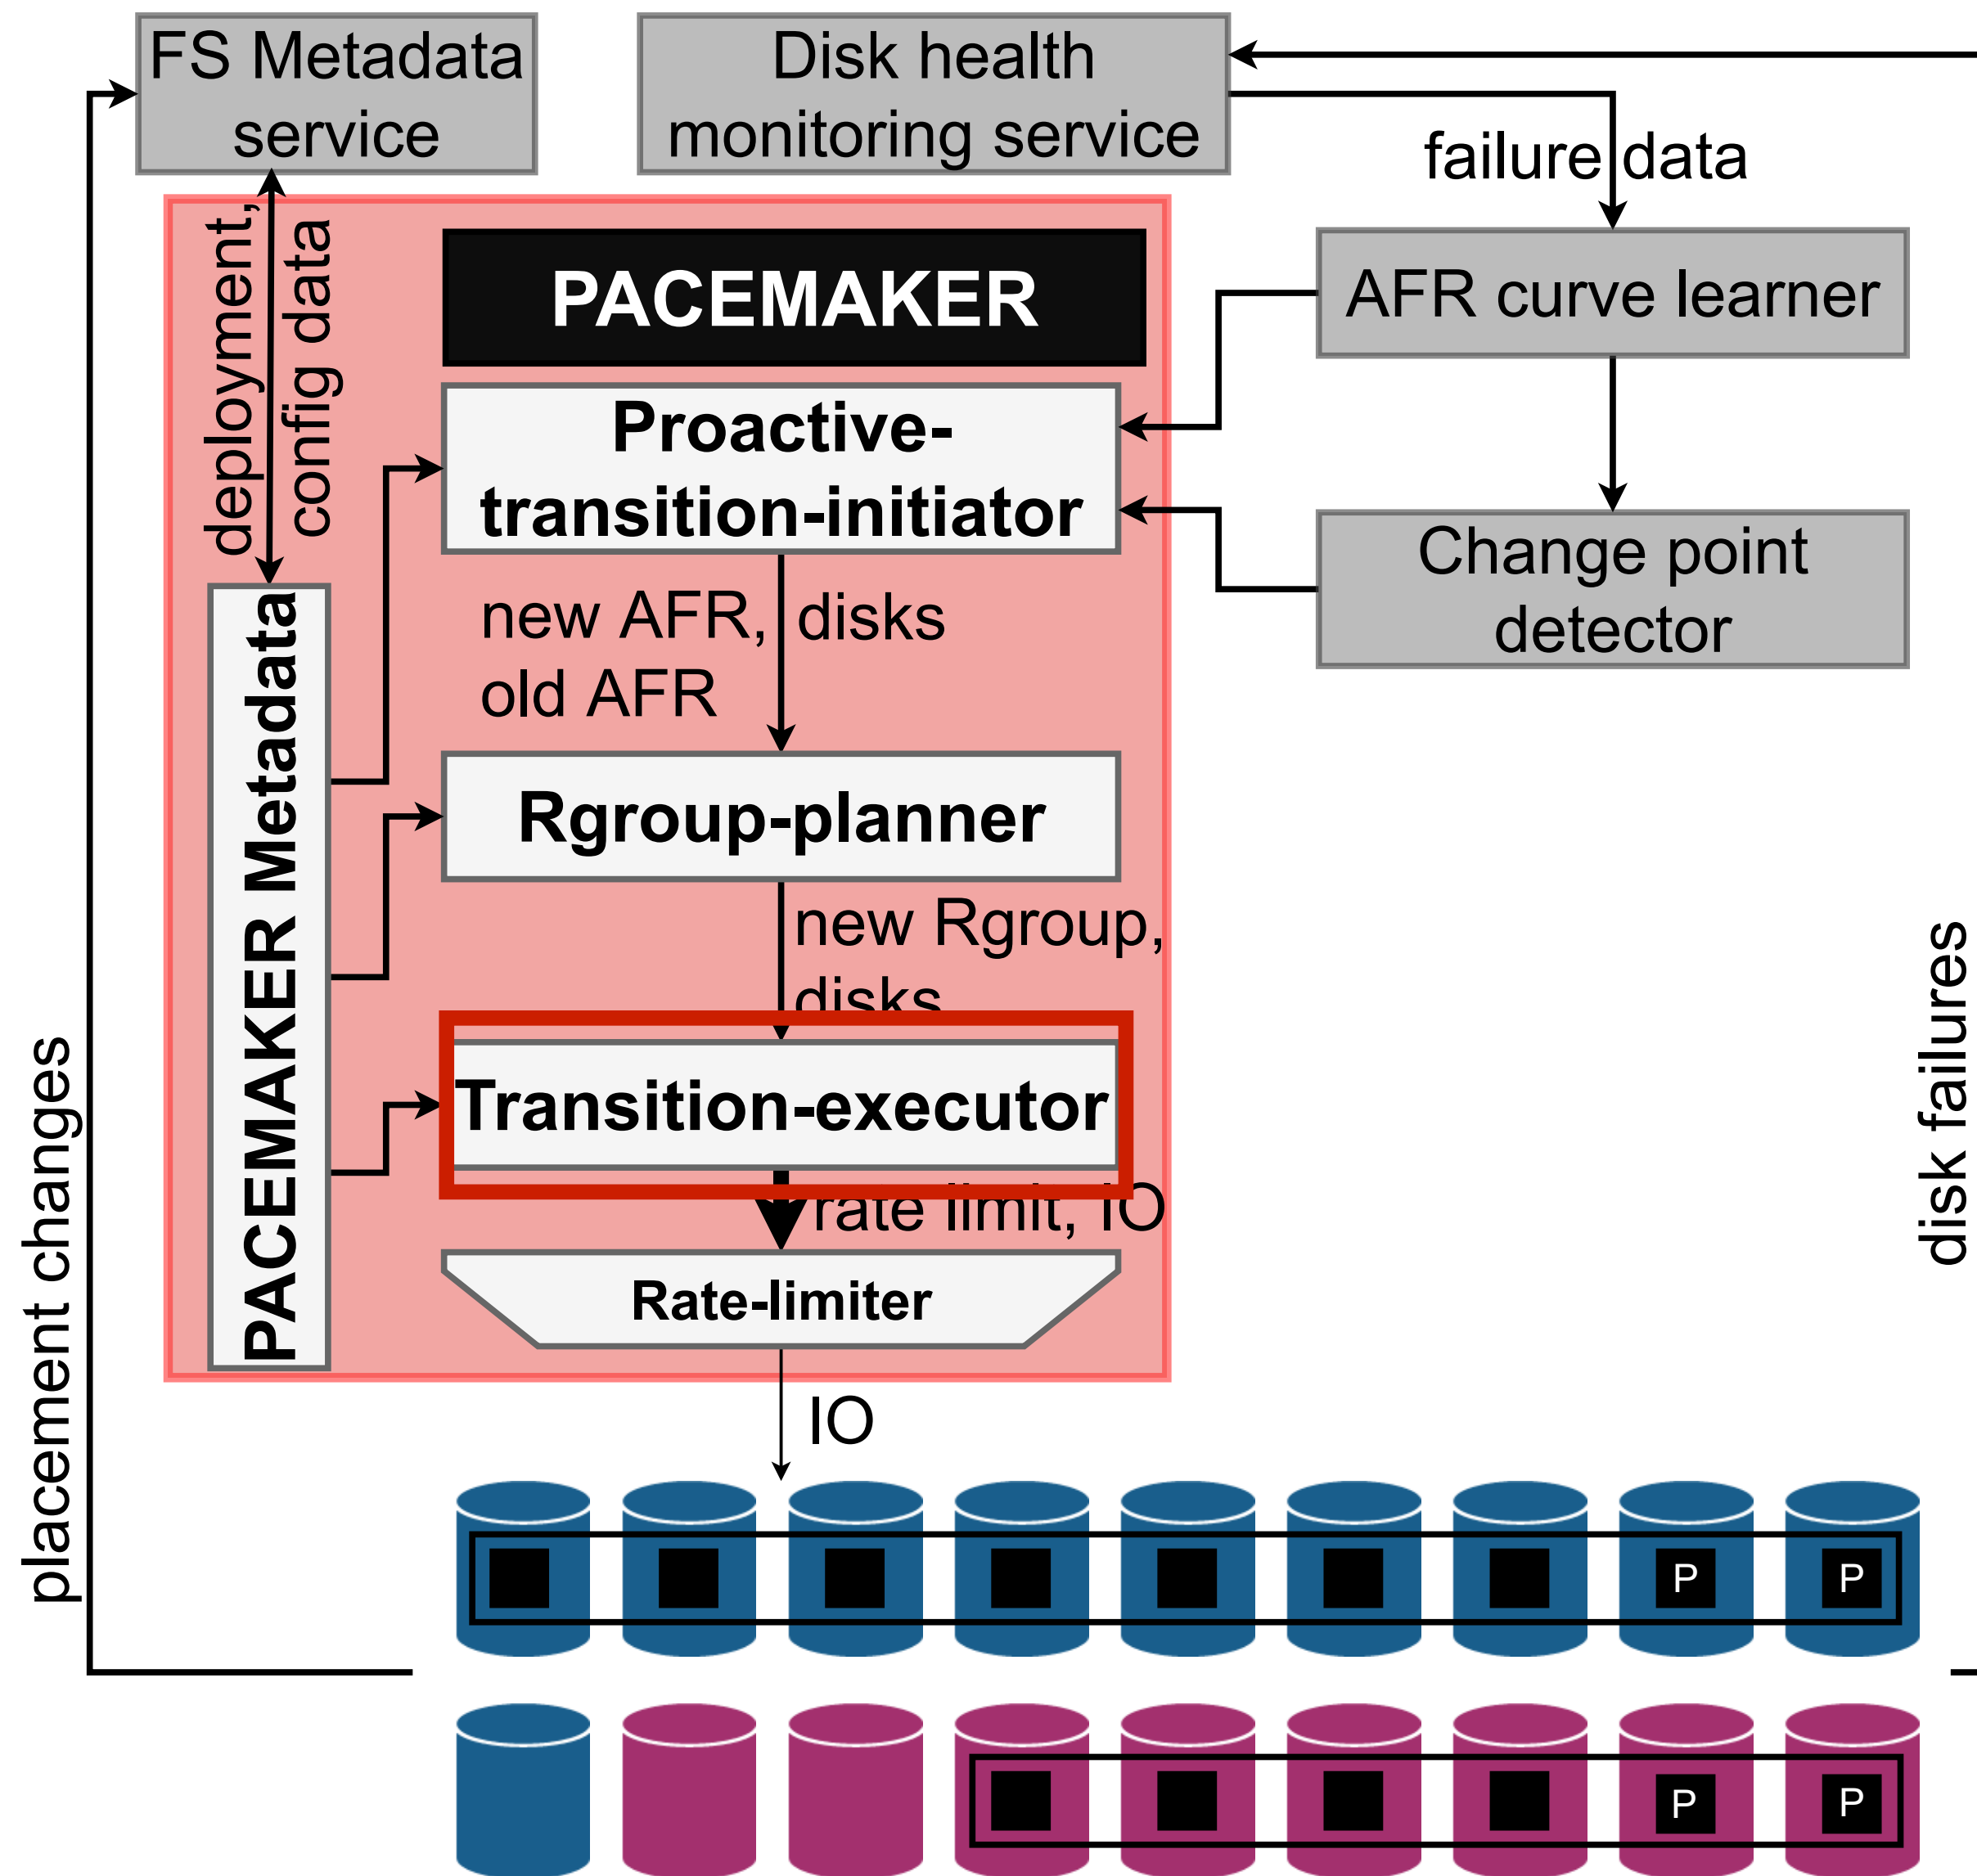 FS Metadata
service
Disk health
monitoring service
failure data
deployment,
config data
PACEMAKER
AFR curve learner
Proactive-
transition-initiator
Change point
detector
new AFR,
old AFR
disks
PACEMAKER Metadata
Rgroup-planner
new Rgroup,
disks
Transition-executor
rate limit, IO
Rate-limiter
IO
placement changes
disk failures
P
P
P
P